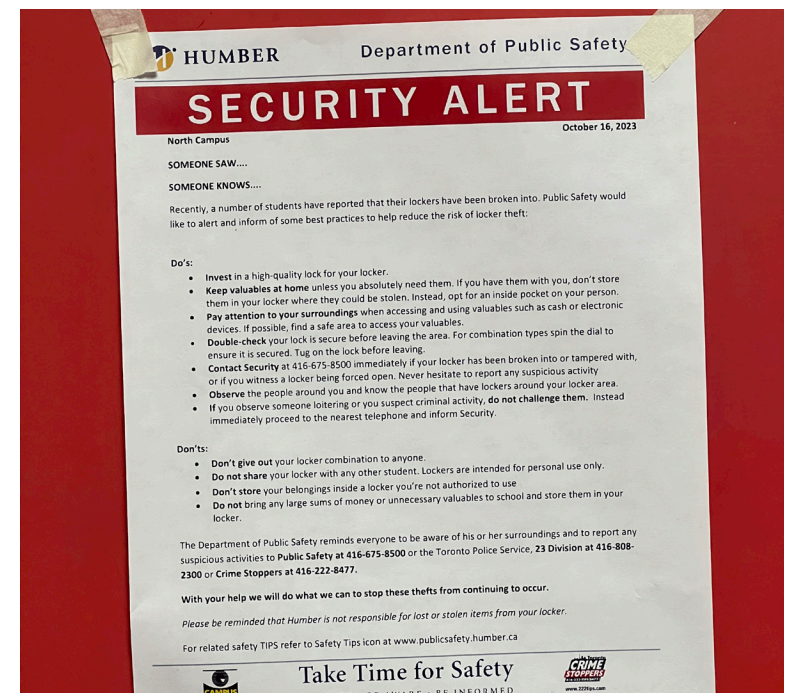 HUMBER
Department of Public Safety
SECURITY ALERT
October 16, 2023
North Campus
SOMEONE SAW....
SOMEONE KNOWS....
Recently, a number of students have reported that their lockers have been broken into. Public Safety would
like to alert and inform of some best practices to help reduce the risk of locker theft:
Do's:
• Invest in a high-quality lock for your locker.
• Keep valuables at home unless you absolutely need them. If you have them with you, don't store
them in your locker where they could be stolen. Instead, opt for an inside pocket on your person.
• Pay attention to your surroundings when accessing and using valuables such as cash or electronic
devices. If possible, find a safe area to access your valuables.
• Double-check your lock is secure before leaving the area. For combination types spin the dial to
ensure it is secured. Tug on the lock before leaving.
• Contact Security at 416-675-8500 immediately if your locker has been broken into or tampered with,
or if you witness a locker being forced open. Never hesitate to report any suspicious activity
• Observe the people around you and know the people that have lockers around your locker area.
• If you observe someone loitering or you suspect criminal activity, do not challenge them. Instead
immediately proceed to the nearest telephone and inform Security.
Don'ts:
• Don't give out your locker combination to anyone.
• Do not share your locker with any other student. Lockers are intended for personal use only.
• Don't store your belongings inside a locker you're not authorized to use
• Do not bring any large sums of money or unnecessary valuables to school and store them in your
locker.
The Department of Public Safety reminds everyone to be aware of his or her surroundings and to report any
suspicious activities to Public Safety at 416-675-8500 or the Toronto Police Service, 23 Division at 416-808-
2300 or Crime Stoppers at 416-222-8477.
With your help we will do what we can to stop these thefts from continuing to occur.
Please be reminded that Humber is not responsible for lost or stolen items from your locker.
For related safety TIPS refer to Safety Tips icon at www.publicsafety.humber.ca
Take Time for Safety
CRIME
STOPPERS
www.222tips.com
CAMPUS
BE INFORMED